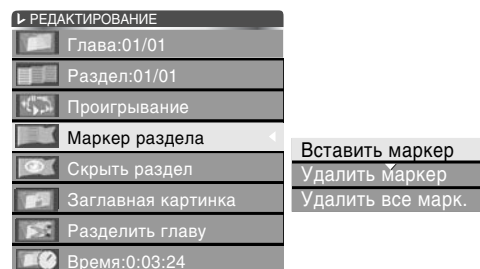 РЕДАКТИРОВАНИЕ
Глава:01/01
Раздел:01/01
Проигрывание
Маркер раздела
Скрыть раздел
Заглавная картинка
Разделить главу
Время:0:03:24
Вставить маркер
Удалить маркер
Удалить все марк.